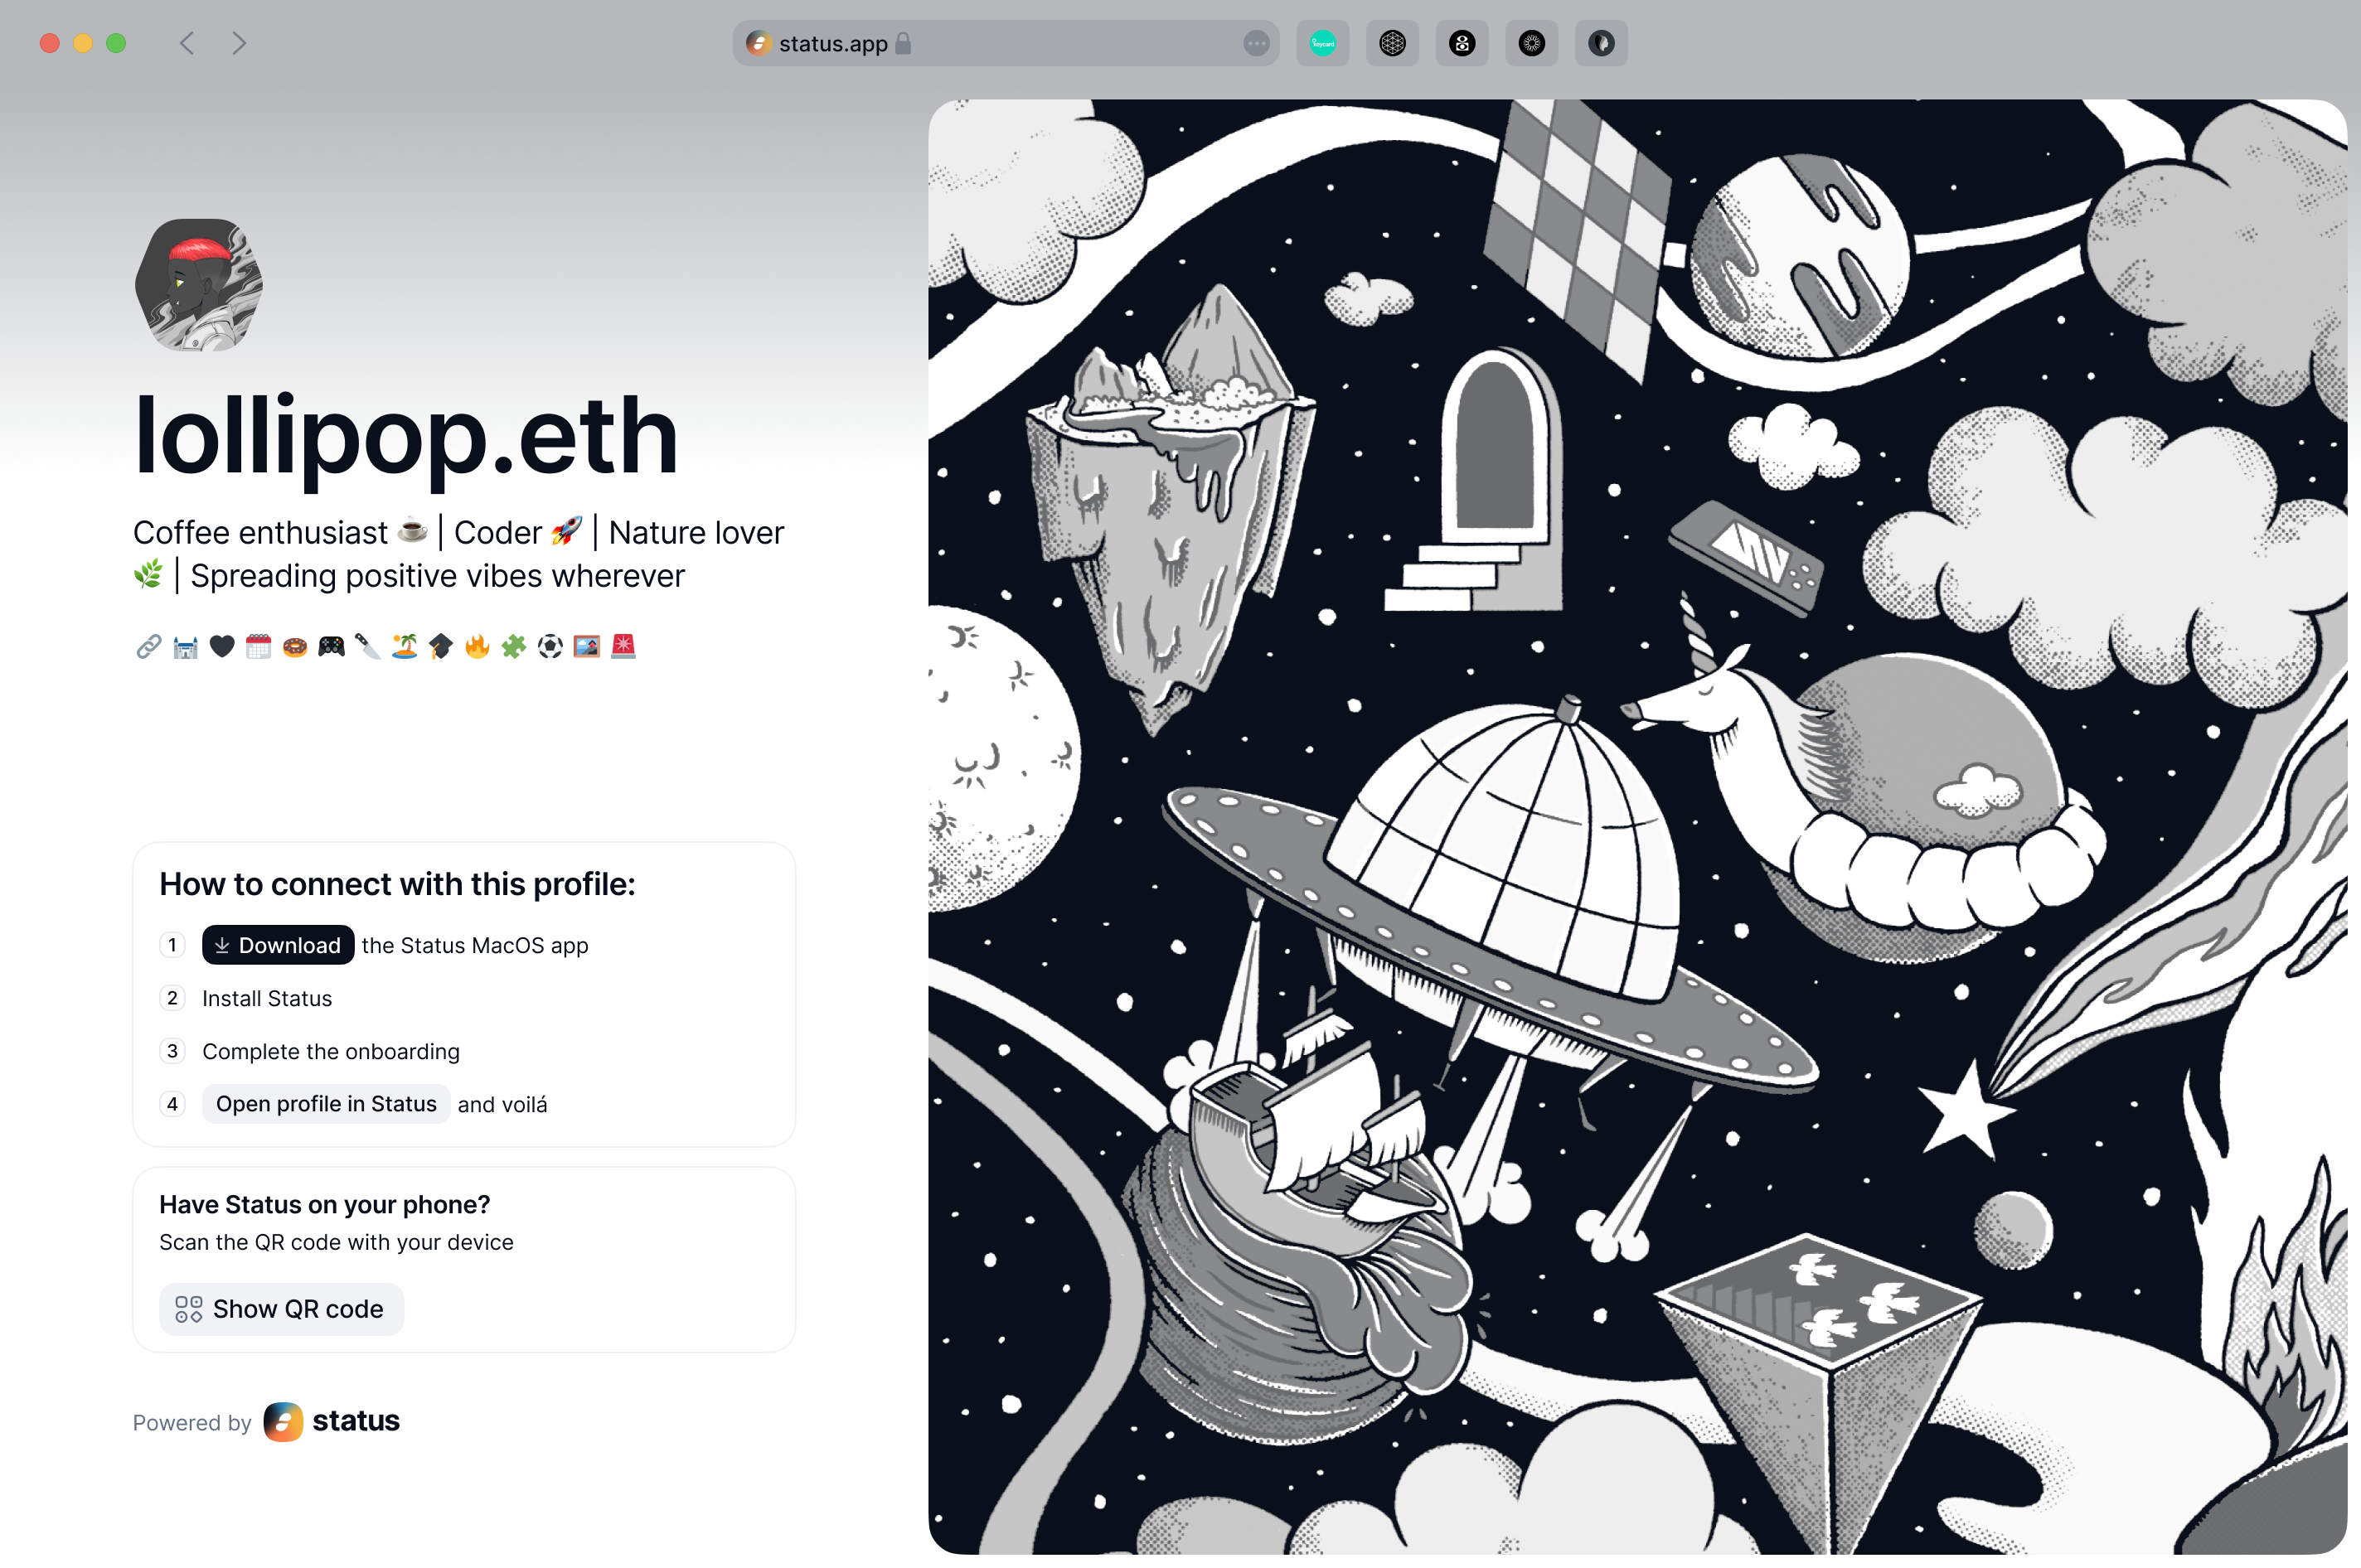 status.app
keycard
lollipop.eth
Coffee enthusiast ☕ | Coder 🚀 | Nature lover
🌿 | Spreading positive vibes wherever
🔗 🏰 🖤 🗓️ 🍩 🎮 🔪 🏝️ 🎓 🔥 🧩 ⚽ 🖼️ 🚨
How to connect with this profile:
1 Download the Status MacOS app
2 Install Status
3 Complete the onboarding
4 Open profile in Status and voilá
Have Status on your phone?
Scan the QR code with your device
Show QR code
Powered by status